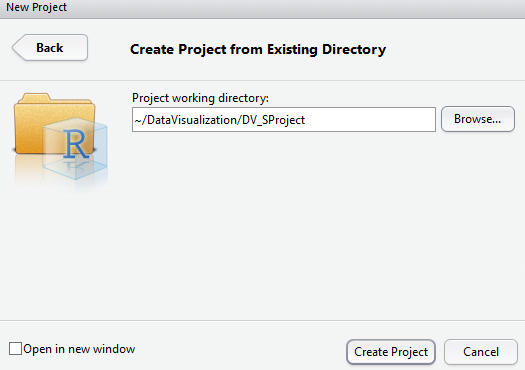 New Project
Back
Create Project from Existing Directory
Project working directory:
~/DataVisualization/DV_SProject
Browse...
R
Open in new window
Create Project
Cancel